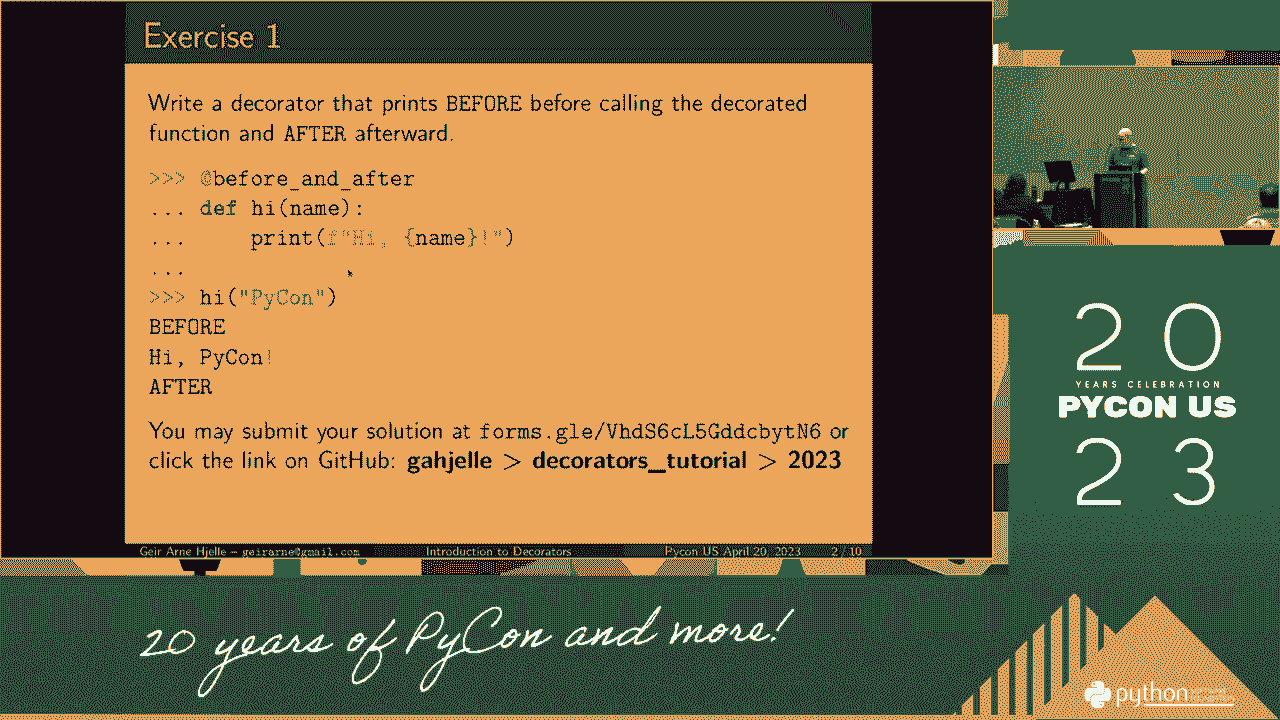 Exercise 1
Write a decorator that prints BEFORE before calling the decorated
function and AFTER afterward.
>>> @before_and_after
... def hi(name):
...     print(f"Hi, {name}!")
...
>>> hi("PyCon")
BEFORE
Hi, PyCon!
AFTER
You may submit your solution at forms.gle/VhdS6cL5GddcbytN6 or
click the link on GitHub: gahjelle > decorators_tutorial > 2023
Geir Arne Hjelle – geirarne@gmail.com Introduction to Decorators Pycon US April 20, 2023 2 / 10
20
YEARS CELEBRATION
PYCON US
23
20 years of PyCon and more!
python